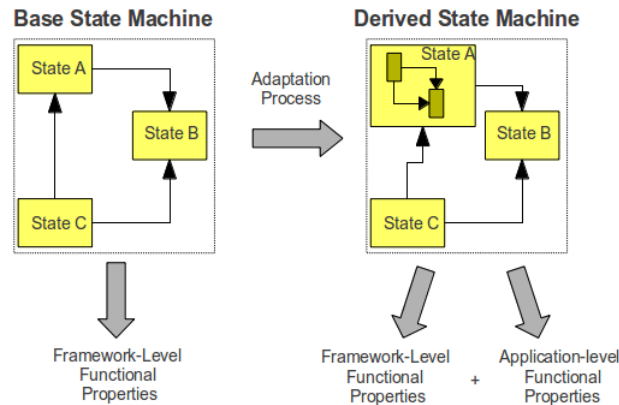 Base State Machine
Derived State Machine
State A
State B
State C
Adaptation
Process
State A
State B
State C
Framework-Level
Functional
Properties
Framework-Level
Functional
Properties
+
Application-level
Functional
Properties